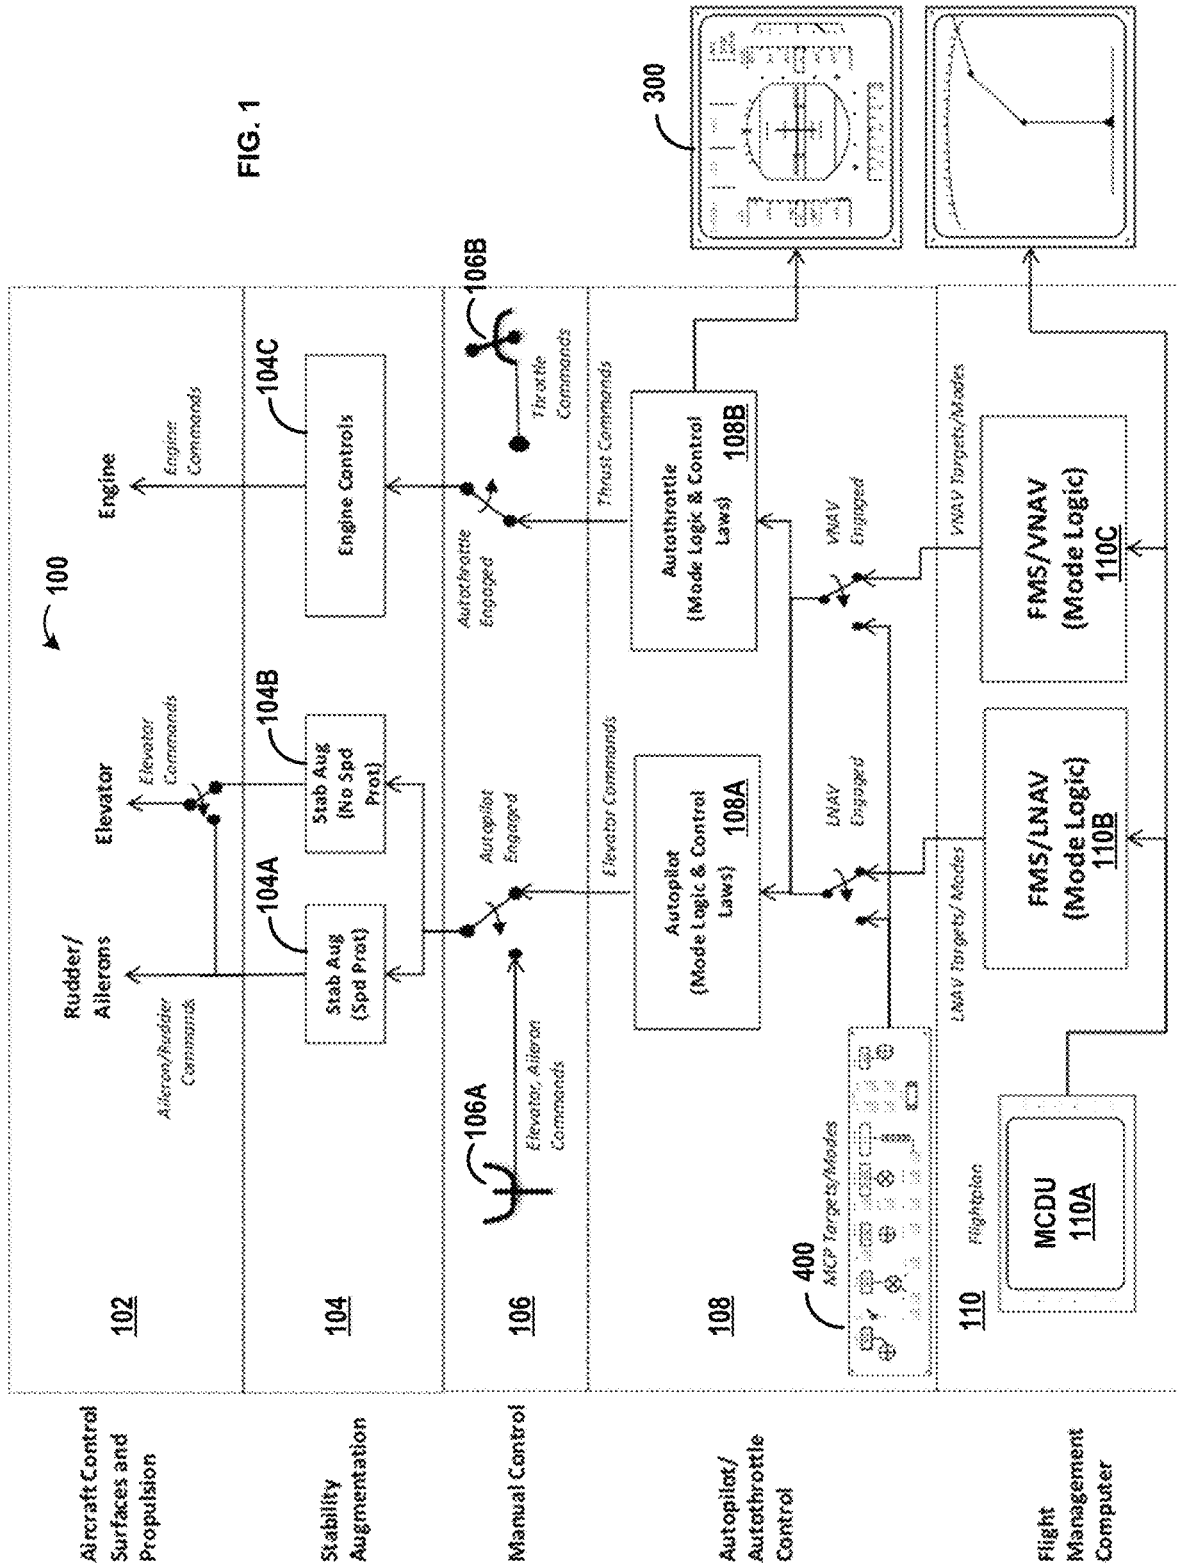 FIG. 1
100
Aircraft Control
Surfaces and
Propulsion
102
Rudder/
Ailerons
Elevator
Engine
Aileron/Rudder
Commands
Elevator
Commands
Engine
Commands
Stability
Augmentation
104
104A
Stab Aug
(Spd Prot)
104B
Stab Aug
(No Spd
Prot)
104C
Engine Controls
Manual Control
106
106A
Elevator, Aileron
Commands
Autopilot
Engaged
Autothrottle
Engaged
106B
Throttle
Commands
Autopilot/
Autothrottle
Control
108
Elevator Commands
Thrust Commands
Autopilot
(Mode Logic & Control
Laws)
108A
Autothrottle
(Mode Logic & Control
Laws)
108B
300
400
MCP Targets/Modes
LNAV
Engaged
VNAV
Engaged
Flight
Management
Computer
110
Flightplan
LNAV Targets/ Modes
VNAV Targets/Modes
MCDU
110A
FMS/LNAV
(Mode Logic)
110B
FMS/VNAV
(Mode Logic)
110C